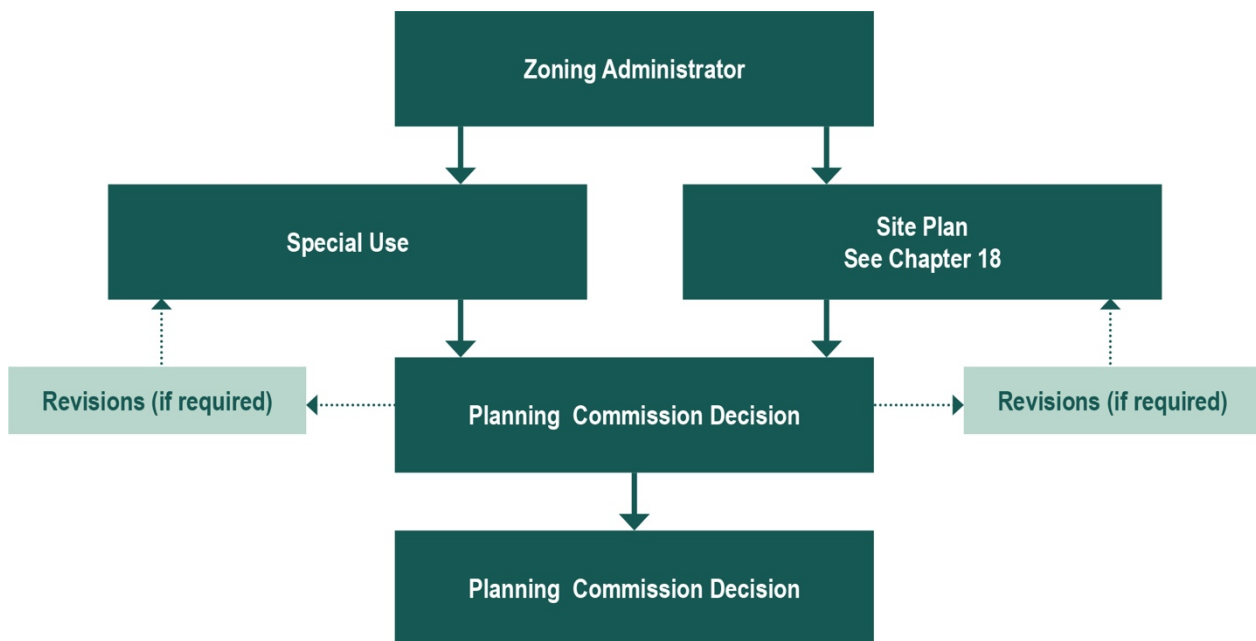 Zoning Administrator
Special Use
Site Plan
See Chapter 18
Revisions (if required)
Planning  Commission Decision
Revisions (if required)
Planning  Commission Decision